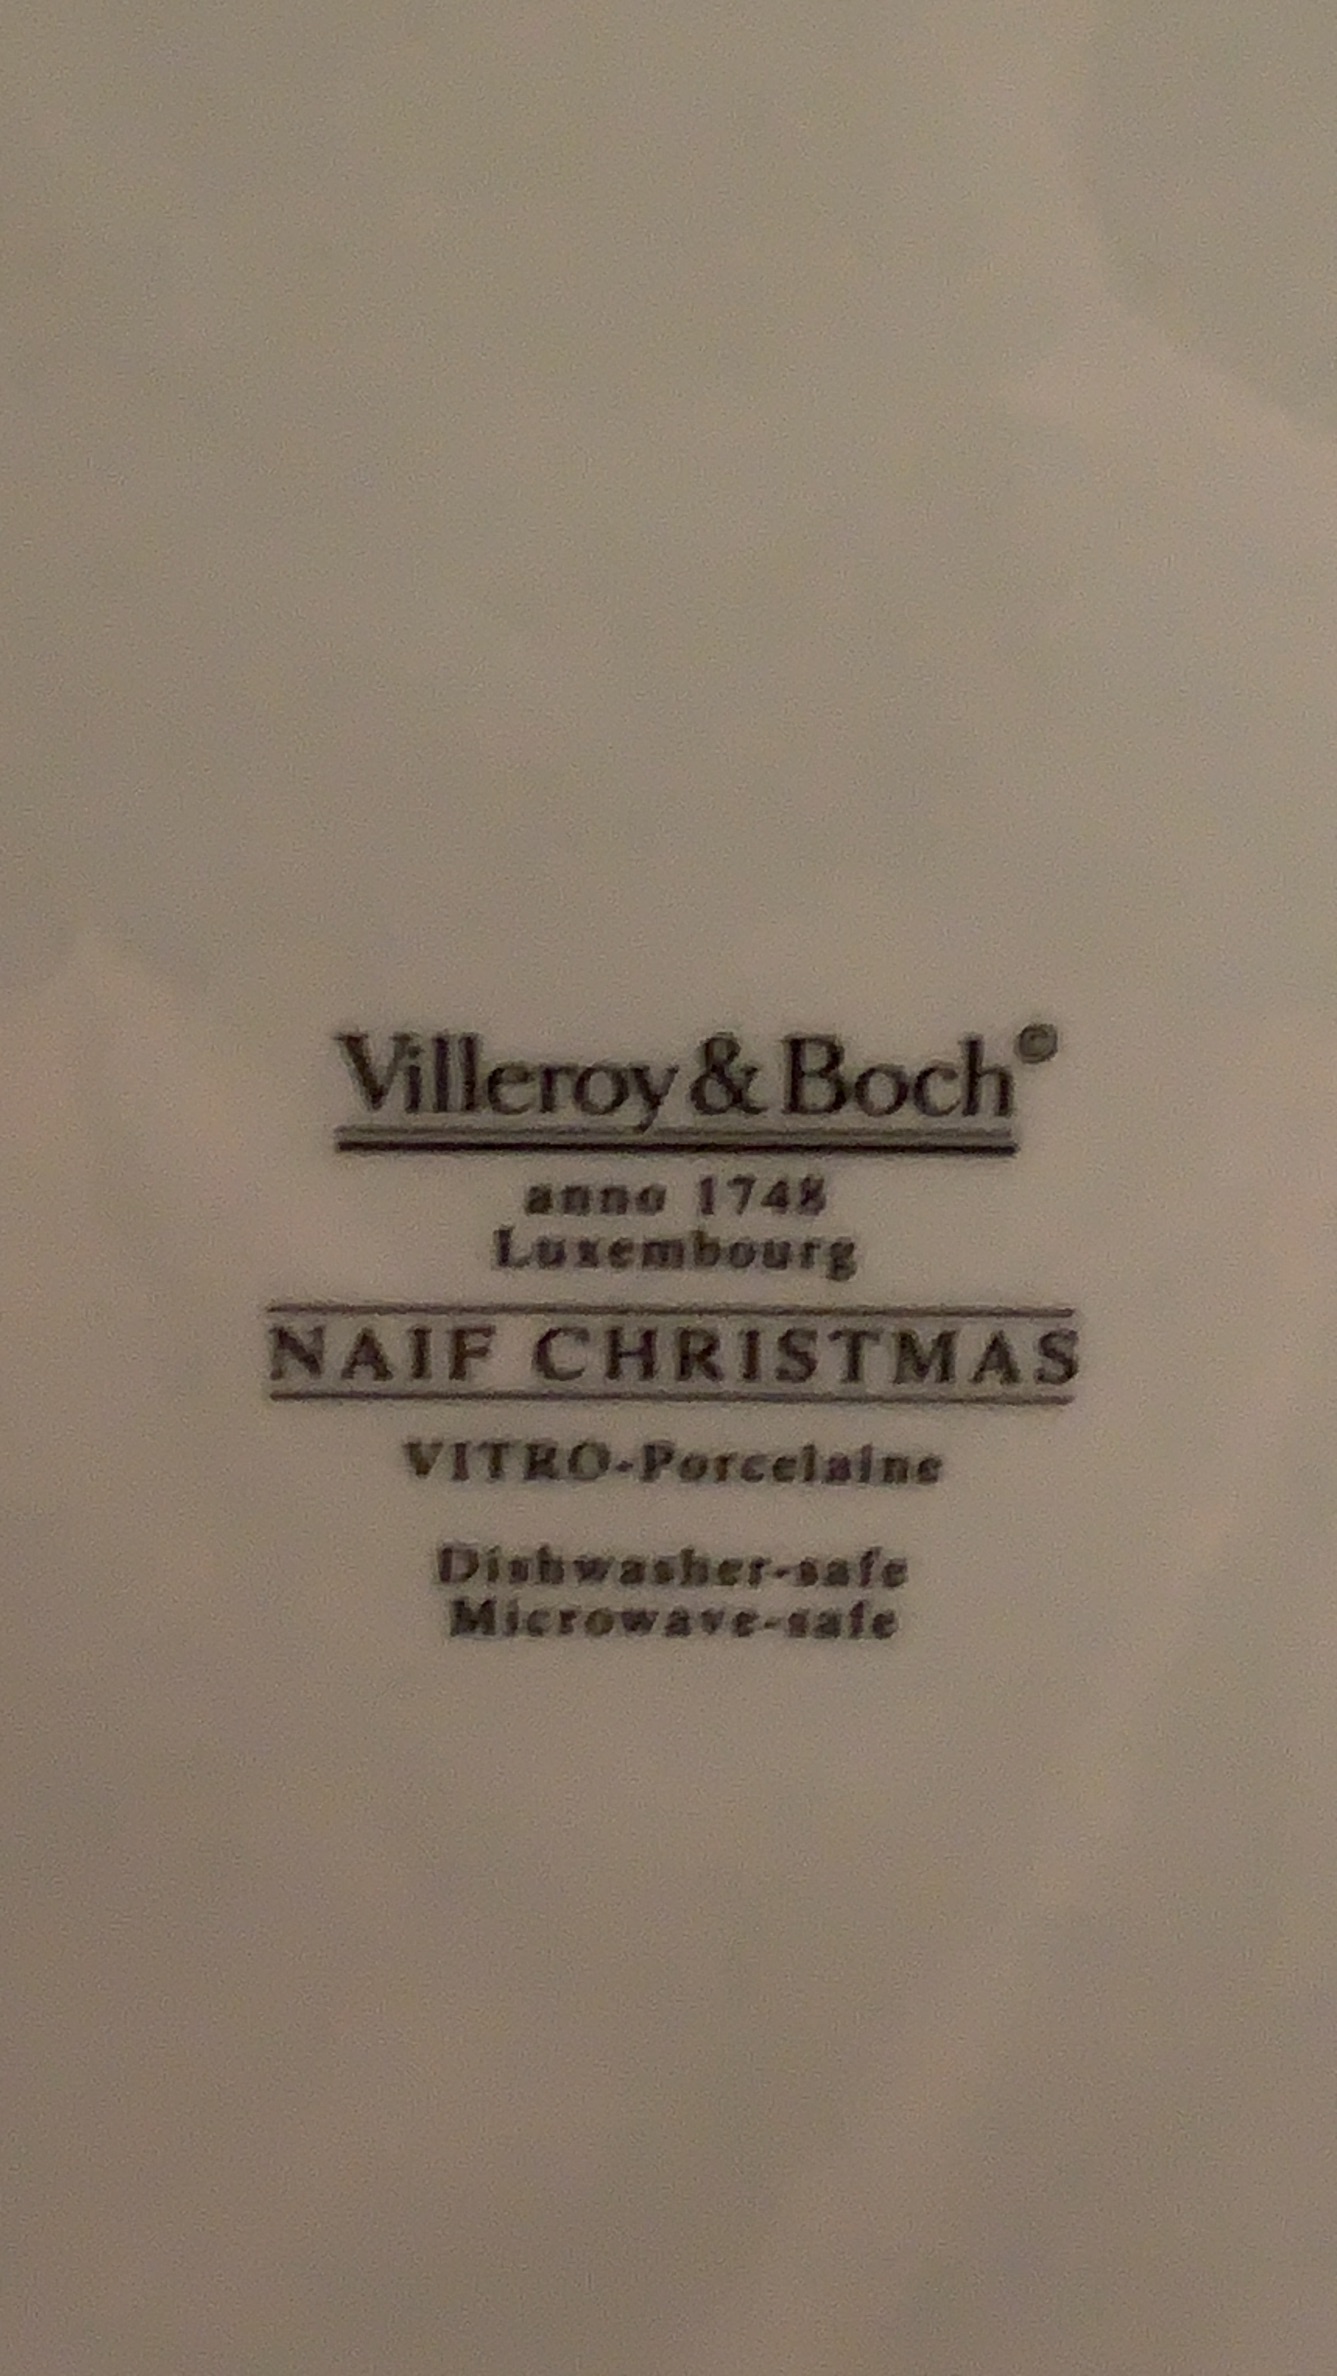 Villeroy & Boch©
anno 1748
Luxembourg
NAIF CHRISTMAS
VITRO-Porcelaine
Dishwasher-safe
Microwave-safe